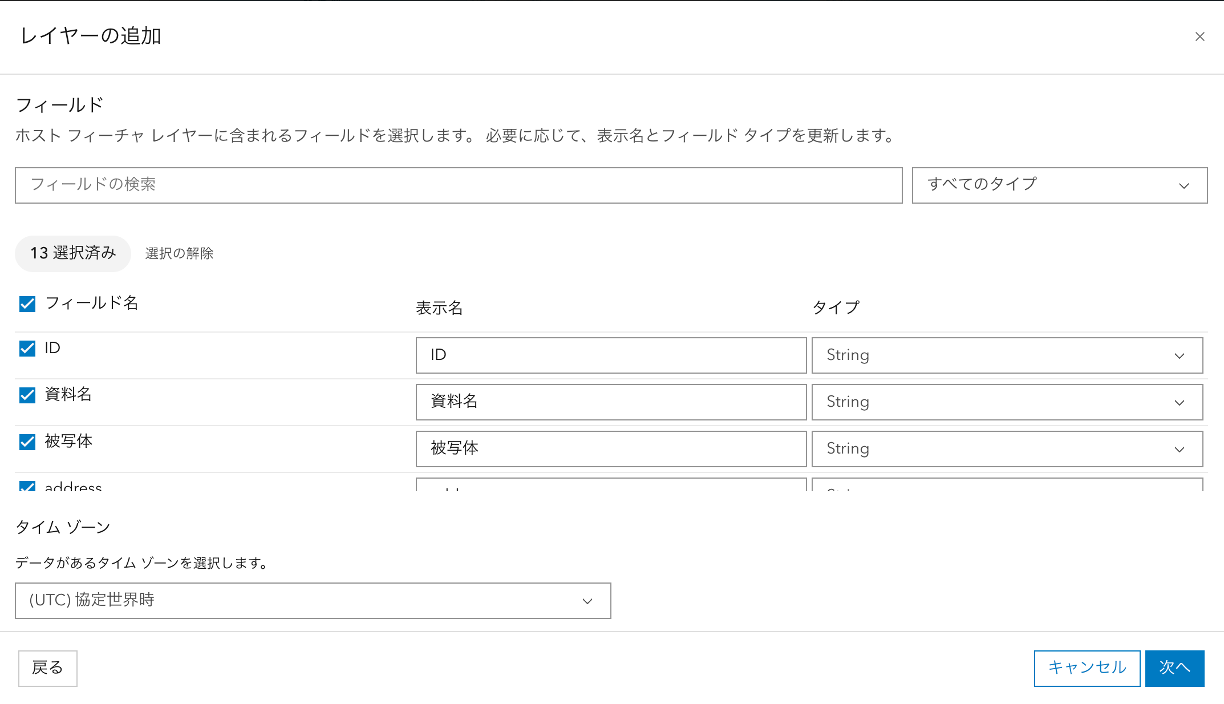 レイヤーの追加
フィールド
ホスト フィーチャ レイヤーに含まれるフィールドを選択します。 必要に応じて、表示名とフィールド タイプを更新します。
フィールドの検索 すべてのタイプ
13 選択済み 選択の解除
フィールド名 表示名 タイプ
ID ID String
資料名 資料名 String
被写体 被写体 String
address
タイム ゾーン
データがあるタイム ゾーンを選択します。
(UTC) 協定世界時
戻る キャンセル 次へ